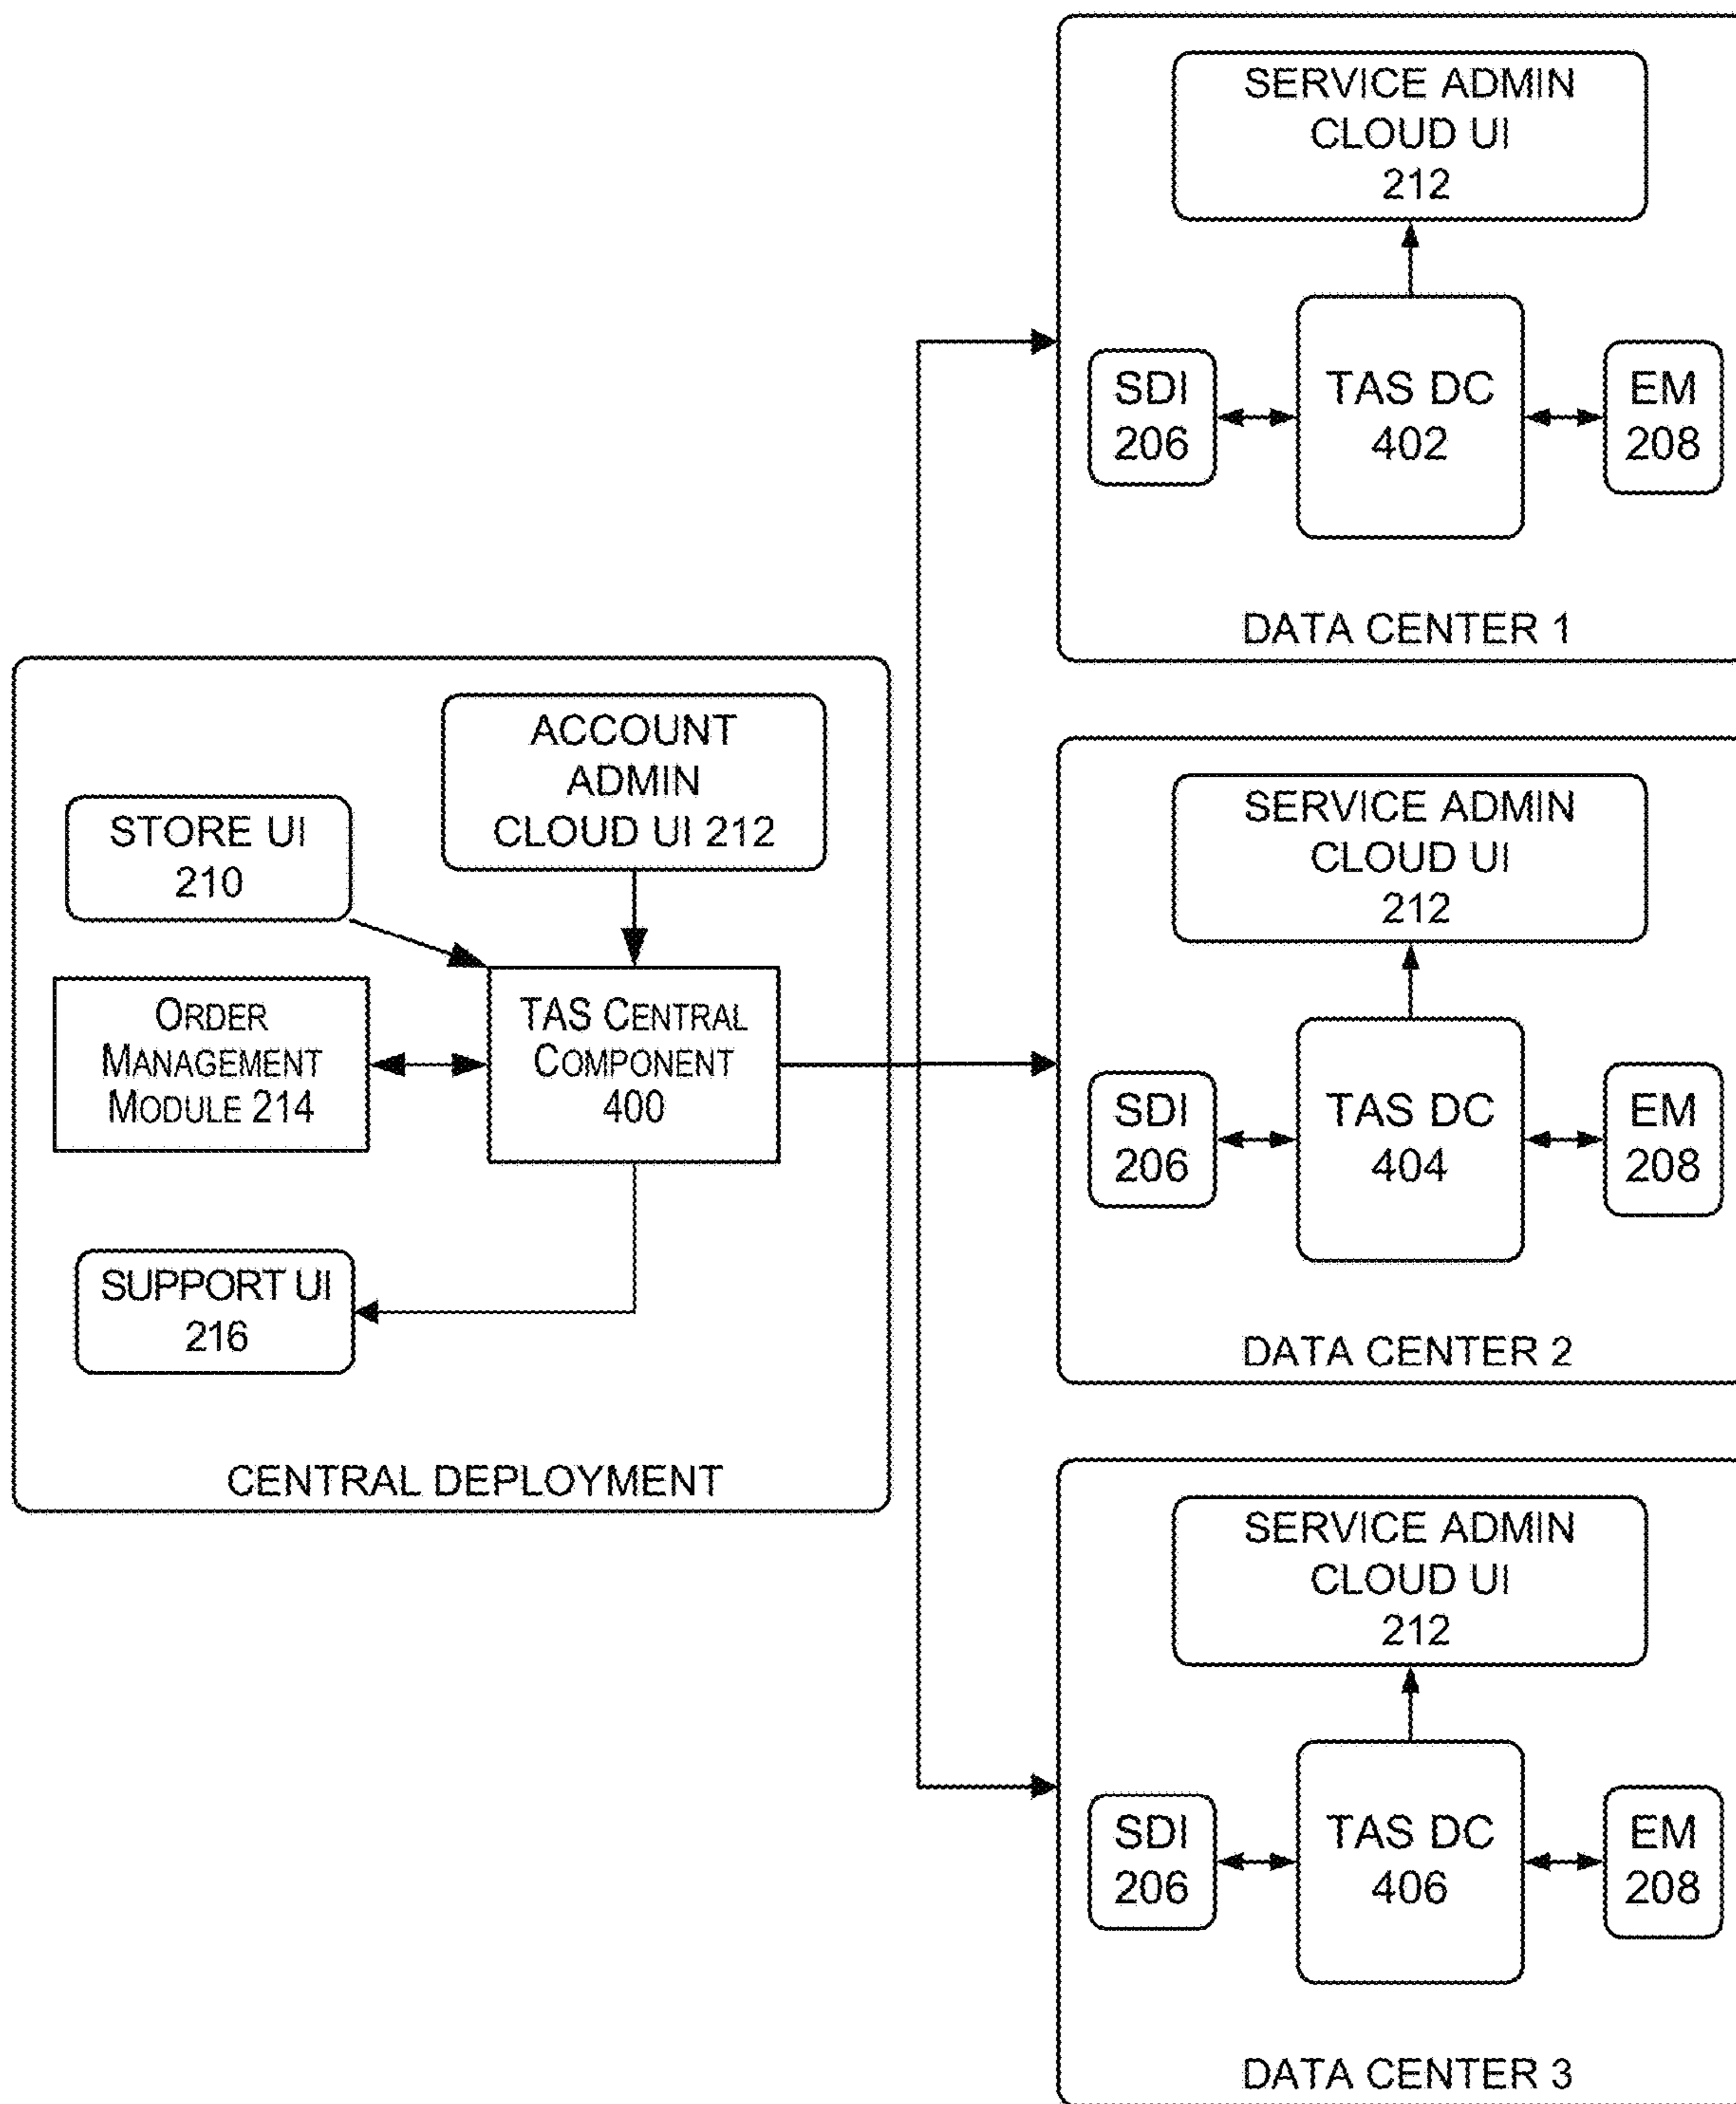 SERVICE ADMIN
CLOUD UI
212
SDI
206
TAS DC
402
EM
208
DATA CENTER 1
ACCOUNT
ADMIN
CLOUD UI 212
STORE UI
210
ORDER
MANAGEMENT
MODULE 214
TAS CENTRAL
COMPONENT
400
SUPPORT UI
216
CENTRAL DEPLOYMENT
SERVICE ADMIN
CLOUD UI
212
SDI
206
TAS DC
404
EM
208
DATA CENTER 2
SERVICE ADMIN
CLOUD UI
212
SDI
206
TAS DC
406
EM
208
DATA CENTER 3